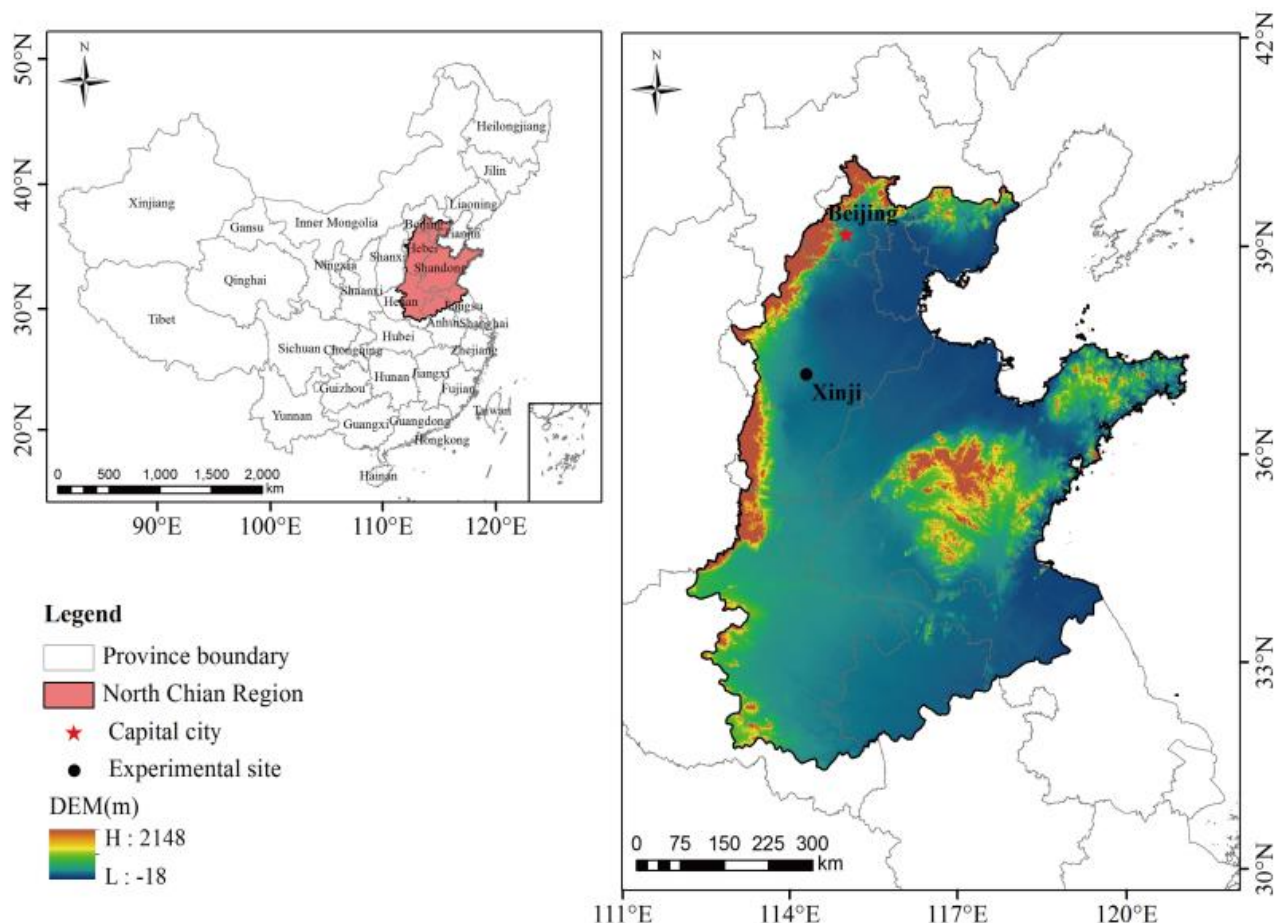 N
50°N
40°N
30°N
20°N
Heilongjiang
Jilin
Liaoning
Xinjiang
Gansu
Inner Mongolia
Beijing
Tianjin
Hebei
Shanxi
Ningxia
Shandong
Qinghai
Shaanxi
Henan
Jiangsu
Tibet
Anhui
Shanghai
Hubei
Sichuan
Chongqing
Zhejiang
Hunan
Jiangxi
Guizhou
Fujian
Yunnan
Guangxi
Guangdong
Taiwan
Hongkong
Hainan
0 500 1,000 1,500 2,000
km
90°E 100°E 110°E 120°E
Legend
Province boundary
North Chian Region
Capital city
Experimental site
DEM(m)
H : 2148
L : -18
N
Beijing
Xinji
42°N
39°N
36°N
33°N
30°N
0 75 150 225 300
km
111°E 114°E 117°E 120°E